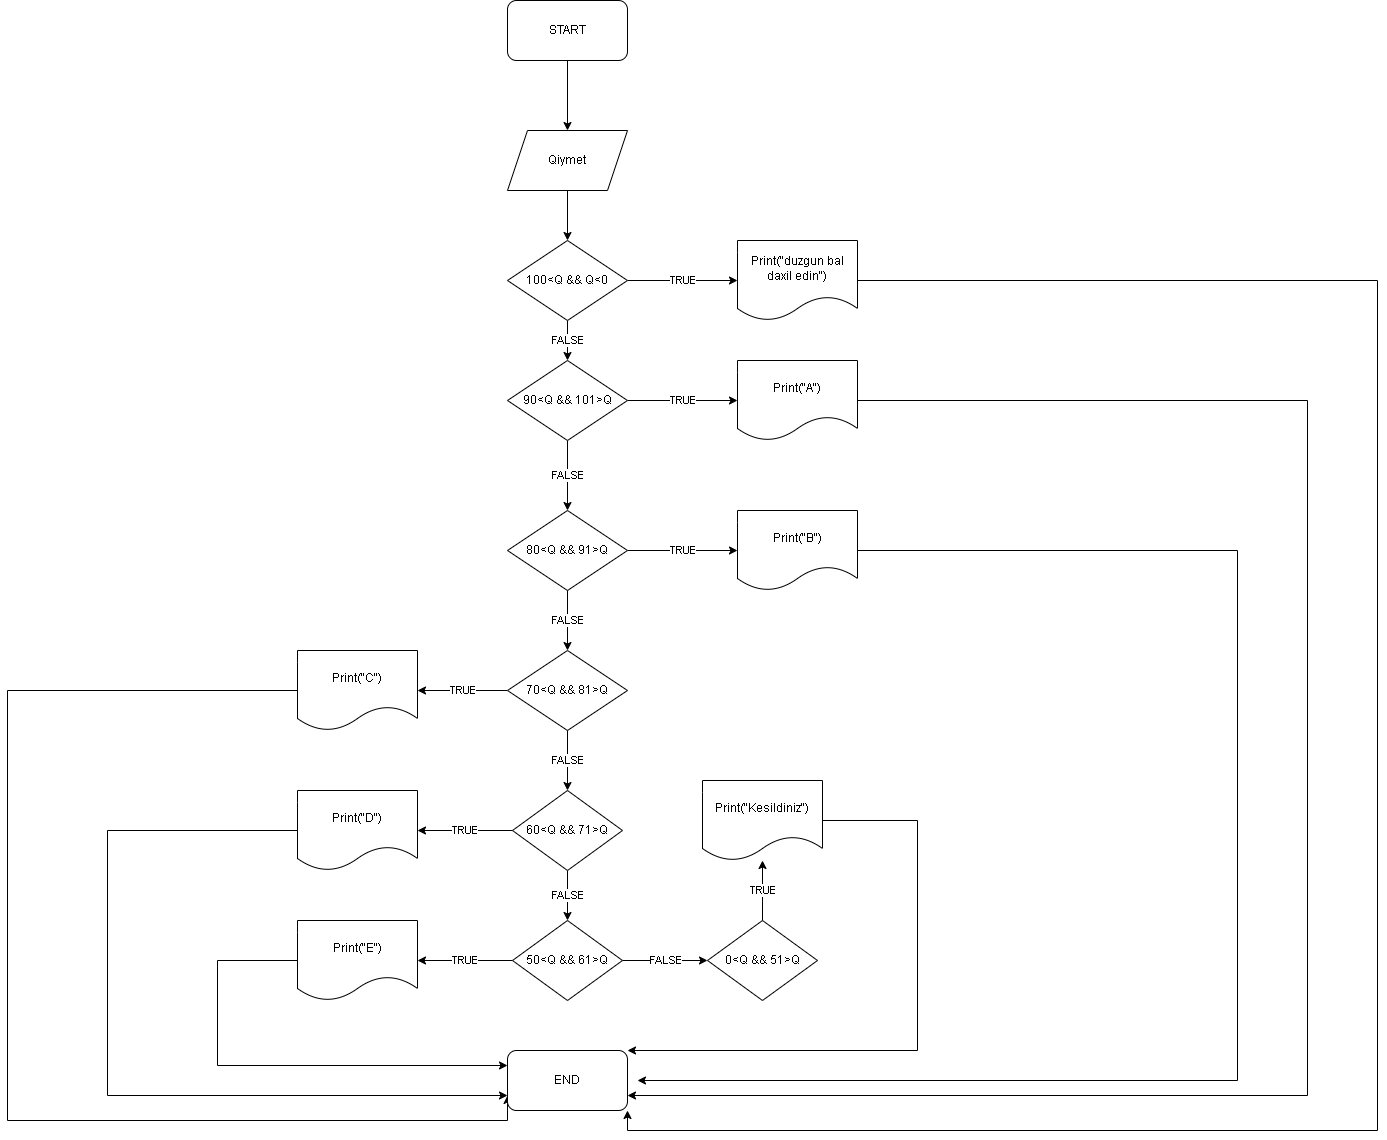 START
Qiymet
100<Q && Q<0
TRUE
Print("duzgun bal
daxil edin")
FALSE
90<Q && 101>Q
TRUE
Print("A")
FALSE
80<Q && 91>Q
TRUE
Print("B")
FALSE
Print("C")
TRUE
70<Q && 81>Q
FALSE
Print("D")
TRUE
60<Q && 71>Q
Print("Kesildiniz")
FALSE
TRUE
Print("E")
TRUE
50<Q && 61>Q
FALSE
0<Q && 51>Q
END